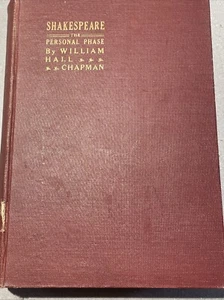 SHAKESPEARE
THE
PERSONAL PHASE
By WILLIAM
HALL
CHAPMAN